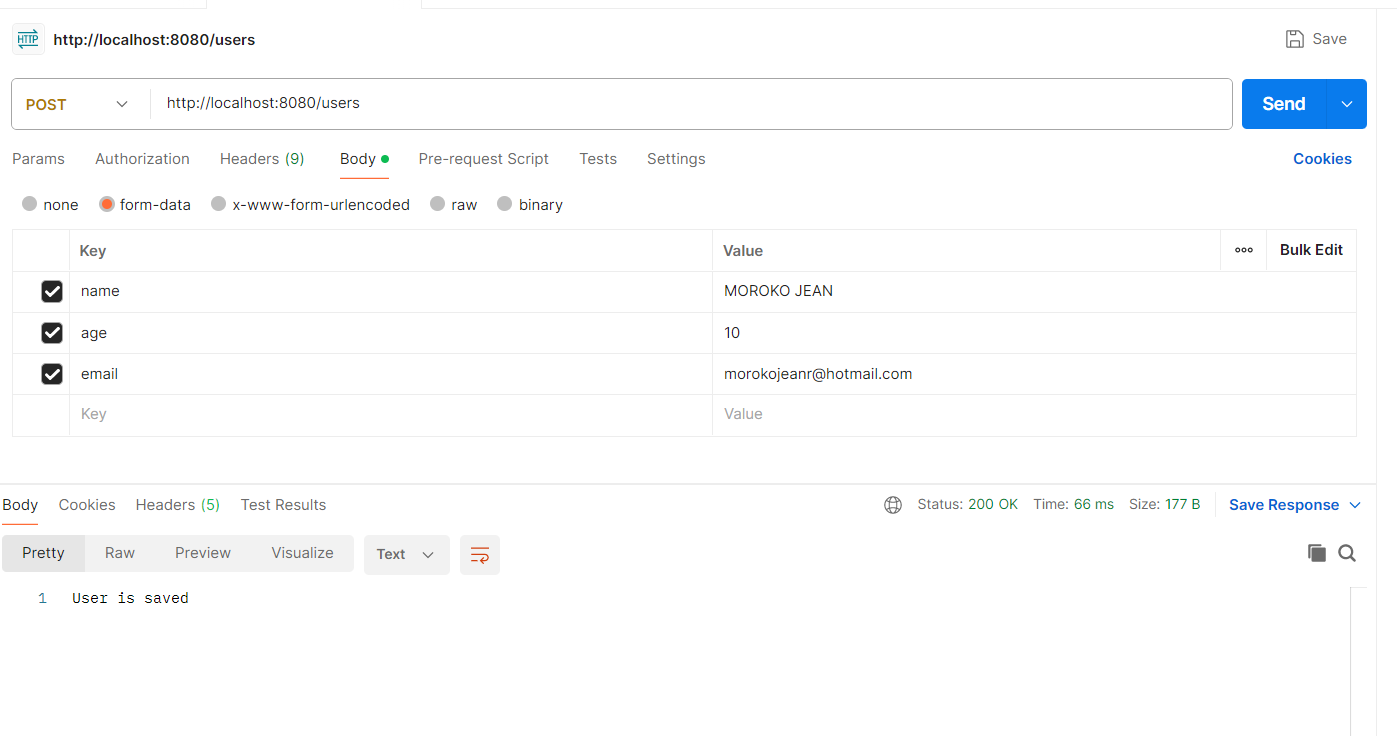 HTTP http://localhost:8080/users Save
POST http://localhost:8080/users Send
Params Authorization Headers (9) Body Pre-request Script Tests Settings Cookies
none form-data x-www-form-urlencoded raw binary
Key Value Bulk Edit
name MOROKO JEAN
age 10
email morokojeanr@hotmail.com
Key Value
Body Cookies Headers (5) Test Results Status: 200 OK Time: 66 ms Size: 177 B Save Response
Pretty Raw Preview Visualize Text
1 User is saved